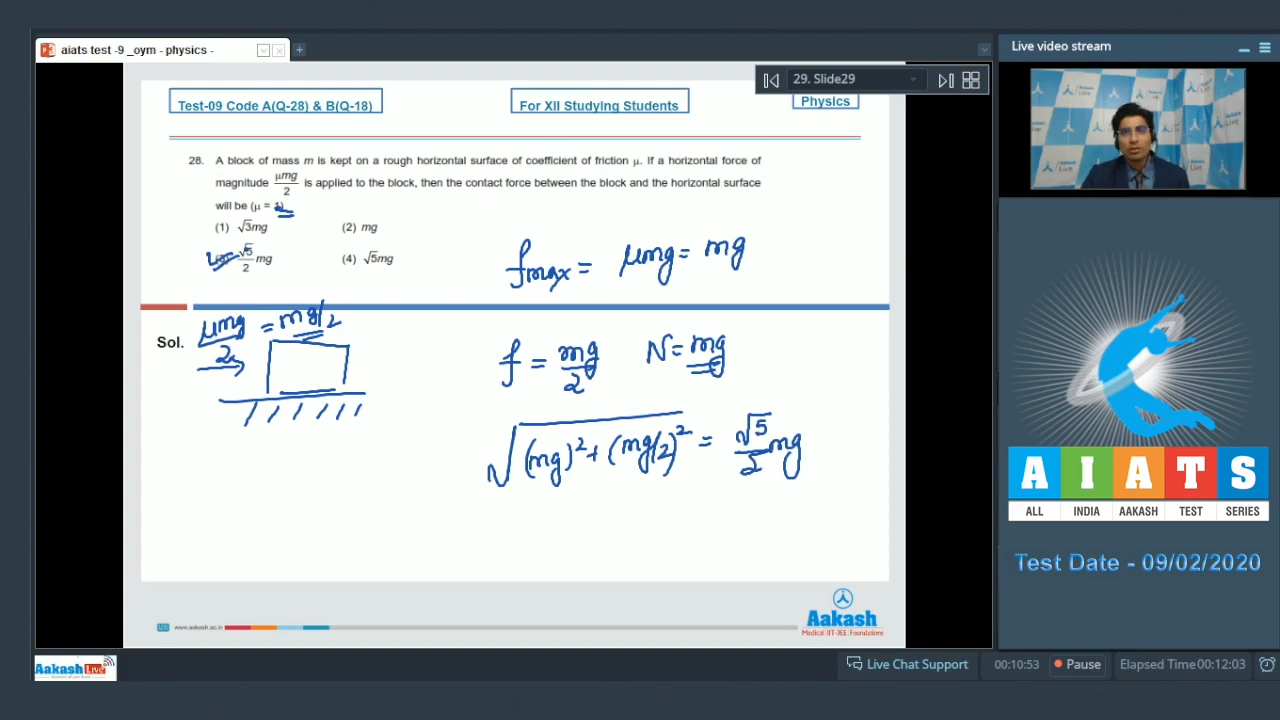 aiats test -9 _oym - physics -
Live video stream
29. Slide29
Test-09 Code A(Q-28) & B(Q-18)
For XII Studying Students
Physics
28. A block of mass m is kept on a rough horizontal surface of coefficient of friction μ. If a horizontal force of
magnitude μmg/2 is applied to the block, then the contact force between the block and the horizontal surface
will be (μ = 1)
(1) √3mg
(2) mg
(3) √5/2 mg
(4) √5mg
fmax = μmg = mg
Sol.
μmg/2 = mg/2
f = mg/2 N = mg
√(mg)² + (mg/2)² = √5/2 mg
A I A T S
ALL INDIA AAKASH TEST SERIES
Test Date - 09/02/2020
www.aakash.ac.in
Aakash
Medical|IIT-JEE|Foundations
Aakash Live
Live Chat Support
00:10:53
Pause
Elapsed Time 00:12:03